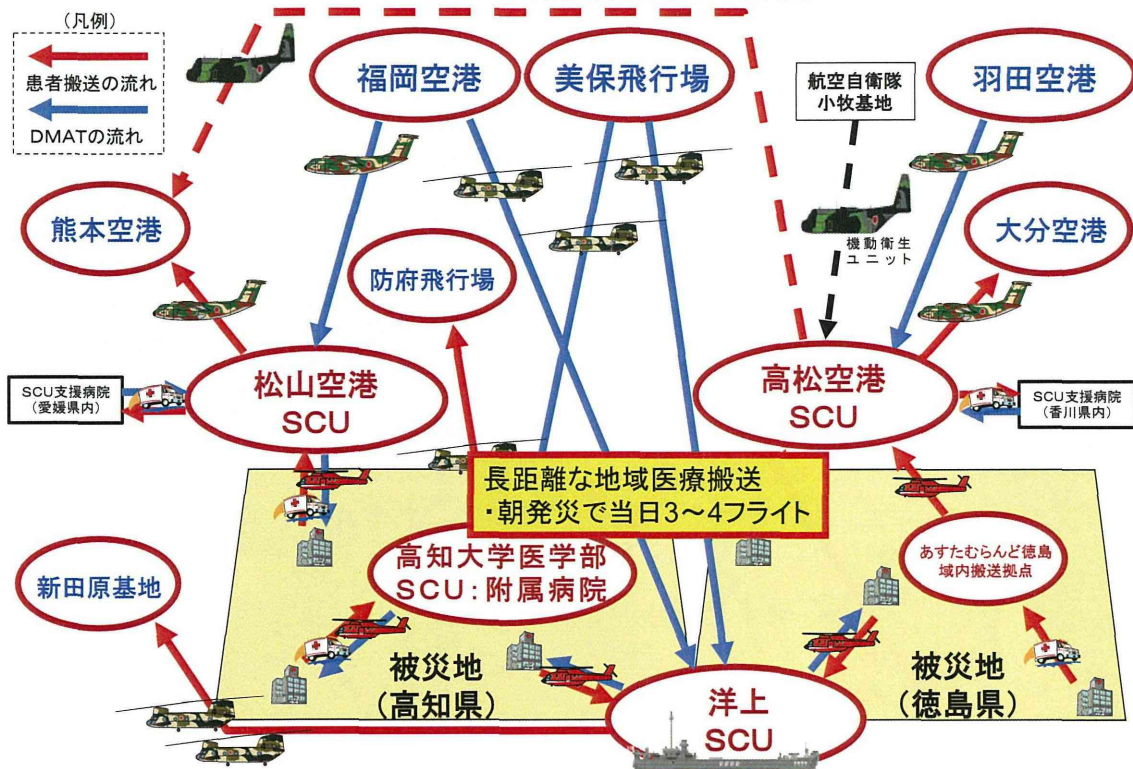 (凡例)
患者搬送の流れ
DMATの流れ
福岡空港
美保飛行場
航空自衛隊
小牧基地
羽田空港
熊本空港
防府飛行場
機動衛生
ユニット
大分空港
SCU支援病院
(愛媛県内)
松山空港
SCU
高松空港
SCU
SCU支援病院
(香川県内)
長距離な地域医療搬送
・朝発災で当日3~4フライト
新田原基地
高知大学医学部
SCU:附属病院
あすたむらんど徳島
域内搬送拠点
被災地
(高知県)
洋上
SCU
被災地
(徳島県)